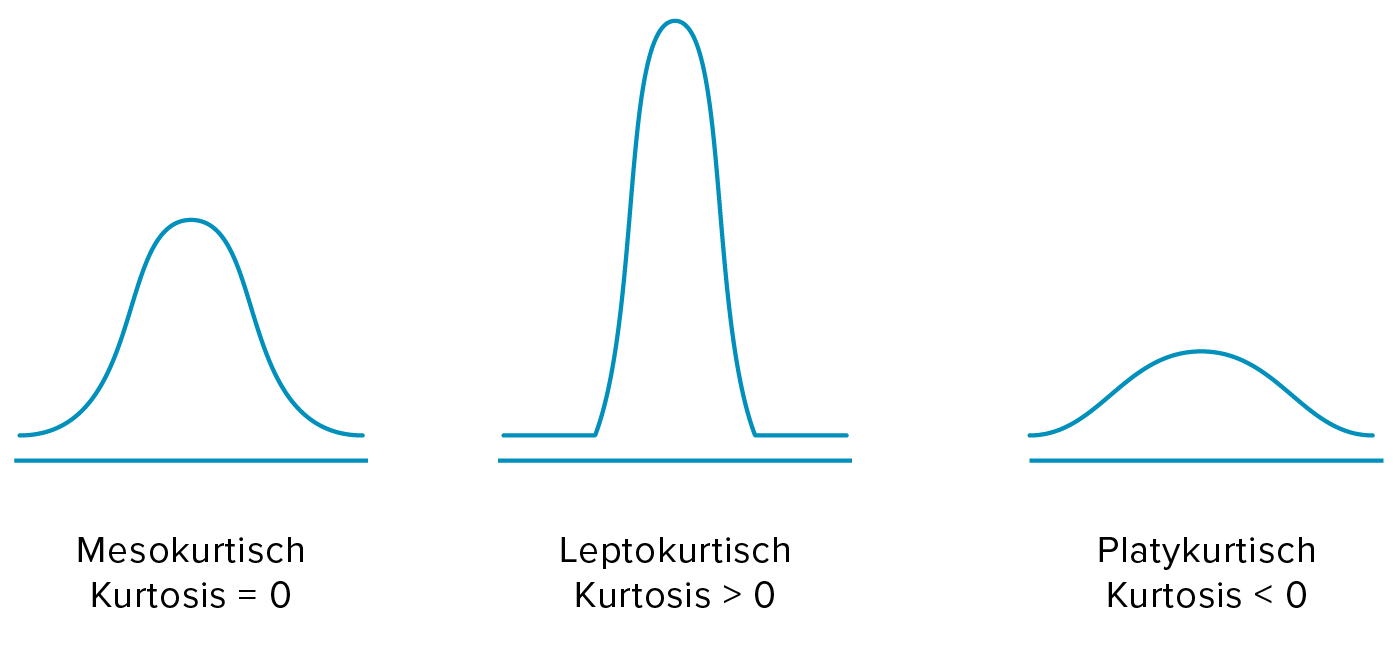 Mesokurtisch
Kurtosis = 0
Leptokurtisch
Kurtosis > 0
Platykurtisch
Kurtosis < 0